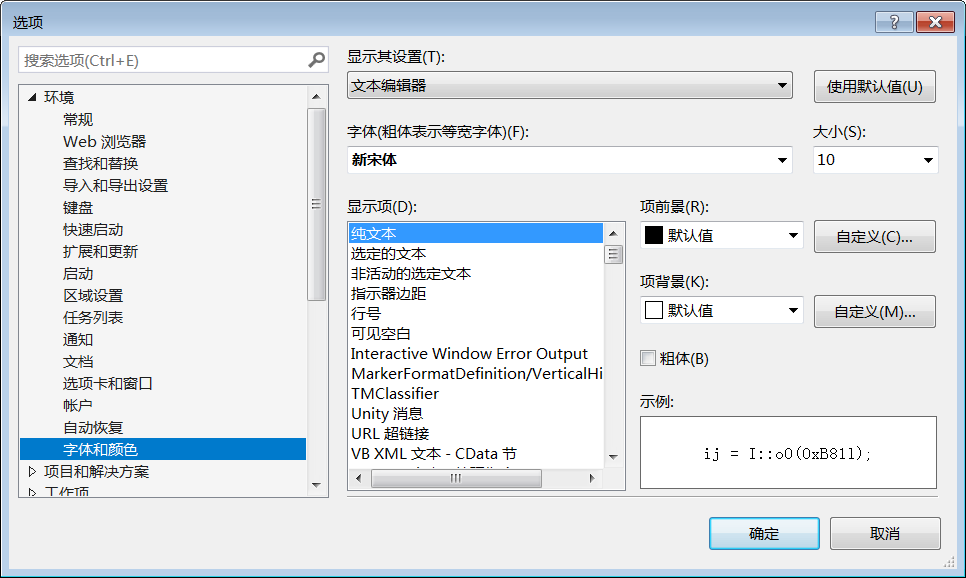 选项
搜索选项(Ctrl+E)
环境
常规
Web 浏览器
查找和替换
导入和导出设置
键盘
快速启动
扩展和更新
启动
区域设置
任务列表
通知
文档
选项卡和窗口
帐户
自动恢复
字体和颜色
项目和解决方案
工作项
显示其设置(T):
文本编辑器
使用默认值(U)
字体(粗体表示等宽字体)(F):
大小(S):
新宋体
10
显示项(D):
纯文本
选定的文本
非活动的选定文本
指示器边距
行号
可见空白
Interactive Window Error Output
MarkerFormatDefinition/VerticalHi
TMClassifier
Unity 消息
URL 超链接
VB XML 文本 - CData 节
项前景(R):
默认值
自定义(C)...
项背景(K):
默认值
自定义(M)...
粗体(B)
示例:
ij = I::oO(0xB81l);
确定
取消